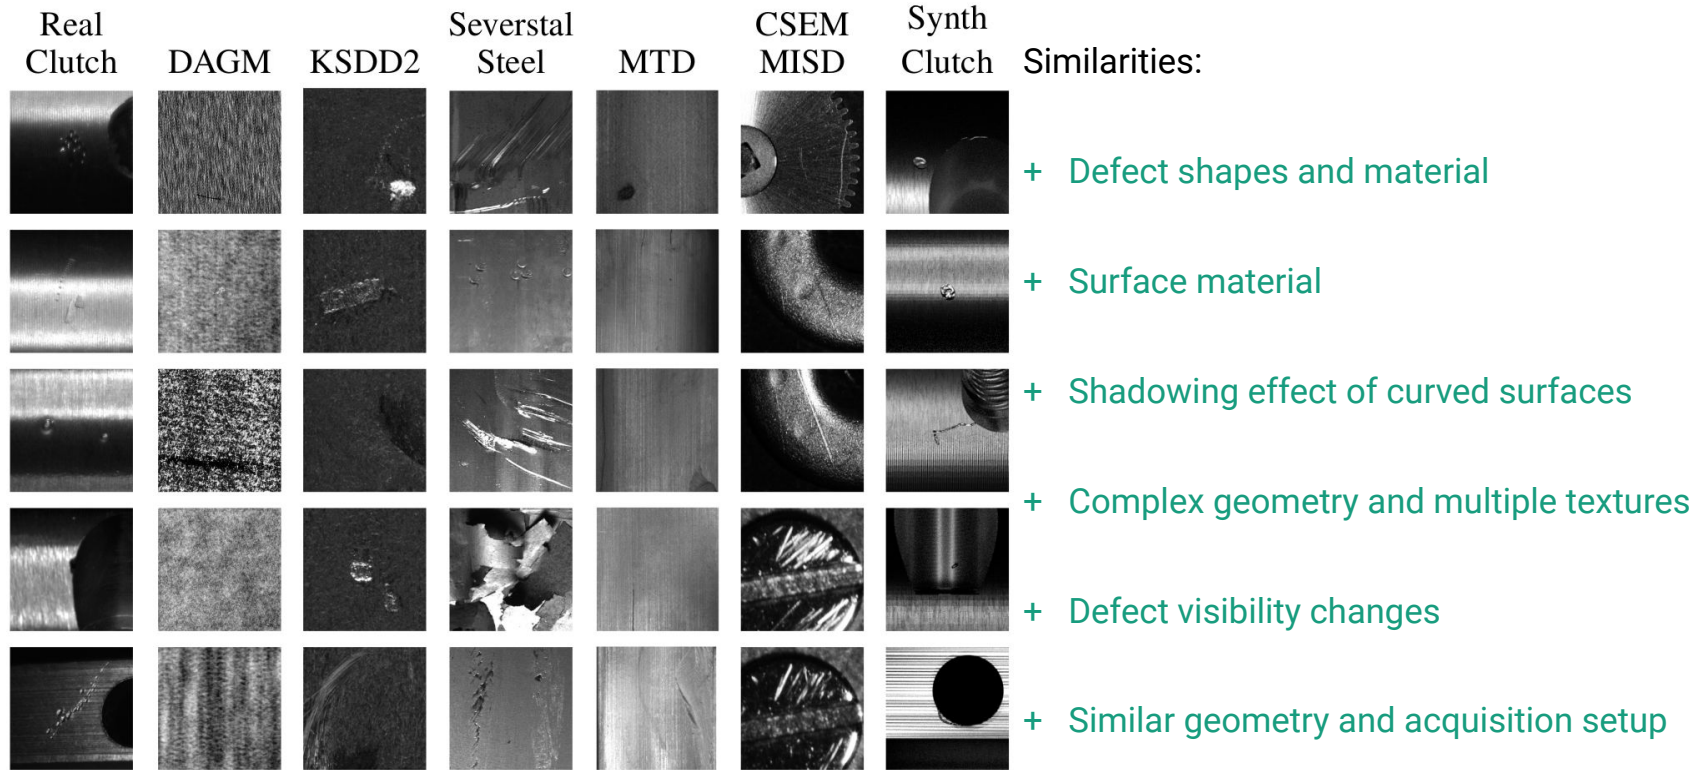 Real Clutch
DAGM
KSDD2
Severstal Steel
MTD
CSEM MISD
Synth Clutch
Similarities:
+ Defect shapes and material
+ Surface material
+ Shadowing effect of curved surfaces
+ Complex geometry and multiple textures
+ Defect visibility changes
+ Similar geometry and acquisition setup